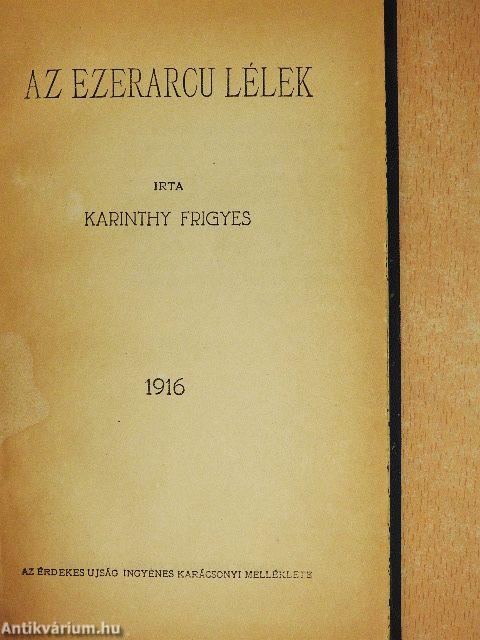 AZ EZERARCU LÉLEK
IRTA
KARINTHY FRIGYES
1916
AZ ÉRDEKES UJSÁG INGYENES KARÁCSONYI MELLÉKLETE
Antikvárium.hu